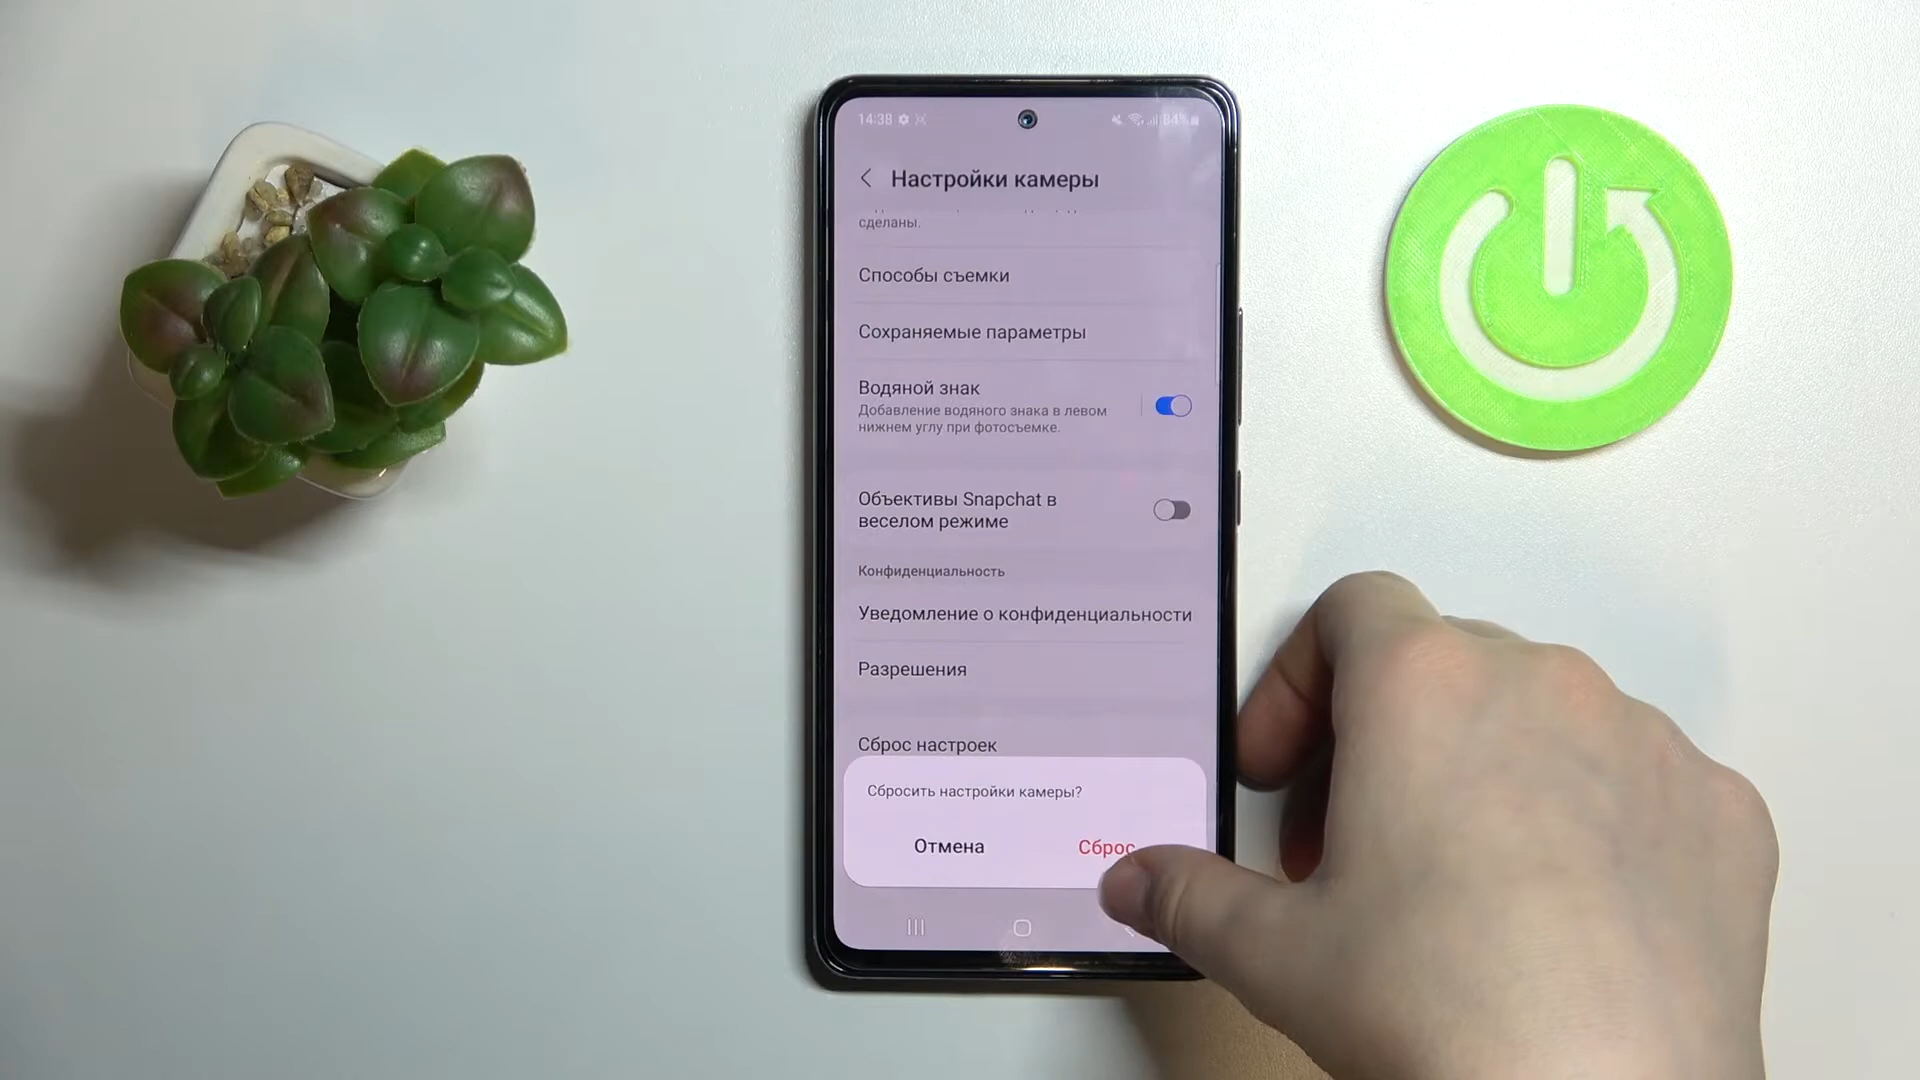 14:38
84%
Настройки камеры
сделаны.
Способы съемки
Сохраняемые параметры
Водяной знак
Добавление водяного знака в левом
нижнем углу при фотосъемке.
Объективы Snapchat в
веселом режиме
Конфиденциальность
Уведомление о конфиденциальности
Разрешения
Сброс настроек
Сбросить настройки камеры?
Отмена
Сброс